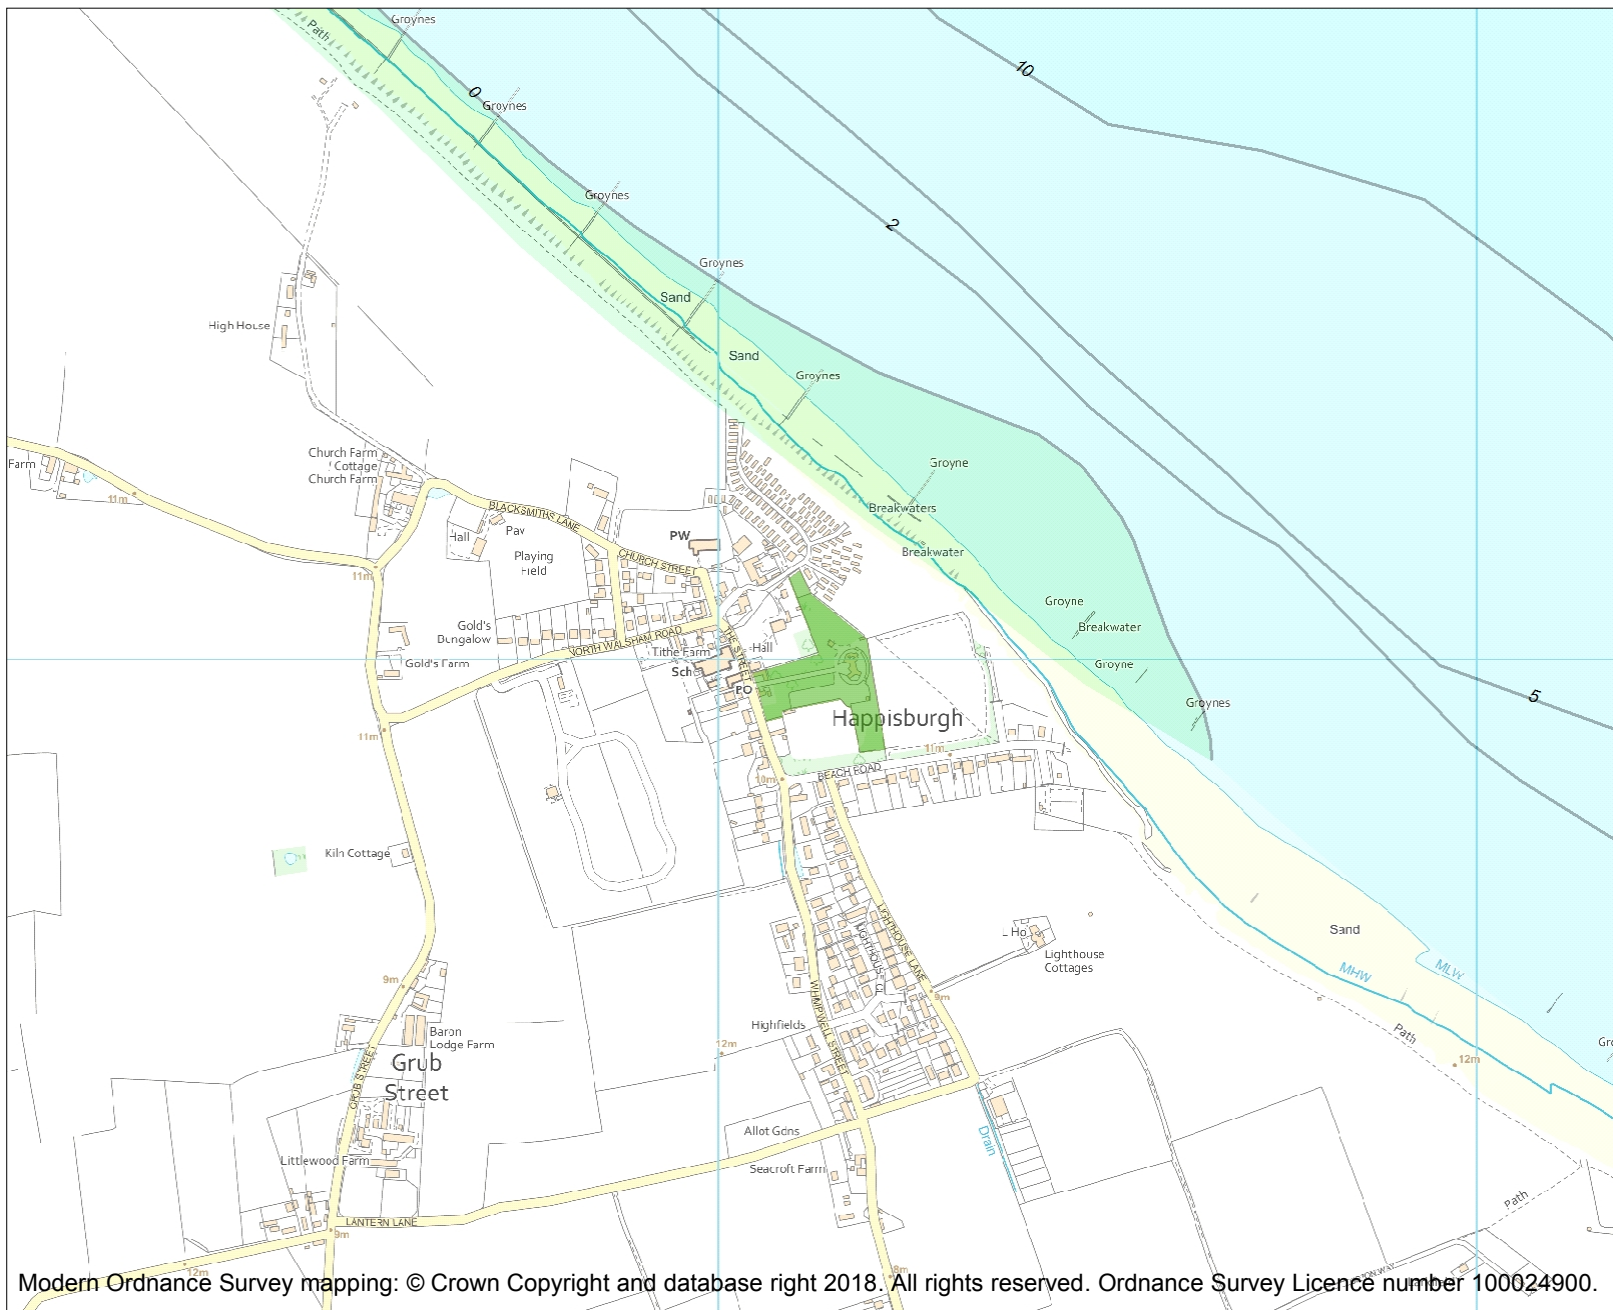 Groynes
Path
10
0
Groynes
Groynes
2
Groynes
Sand
High House
Sand
Groynes
Church Farm
Cottage
Church Farm
Farm
Groyne
11m
BLACKSMITHS LANE
Breakwaters
Hall
Pav
PW
Playing
Field
CHURCH STREET
Breakwater
11m
Groyne
Breakwater
Gold's
Bungalow
NORTH WALSHAM ROAD
THE STREET
Tithe Farm
Hall
Gold's Farm
Sch
Groyne
PO
Groynes
5
Happisburgh
11m
11m
BEACH ROAD
10m
Kiln Cottage
LIGHTHOUSE LANE
L Ho
Sand
Lighthouse
Cottages
MHW
MLW
9m
9m
WHIMPWELL STREET
Highfields
Baron
Lodge Farm
Path
12m
12m
Grub
Street
GRUB STREET
Allot Gdns
Drain
Littlewood Farm
Seacroft Farm
Path
LANTERN LANE
9m
12m
8m
Modern Ordnance Survey mapping: © Crown Copyright and database right 2018. All rights reserved. Ordnance Survey Licence number 100024900.